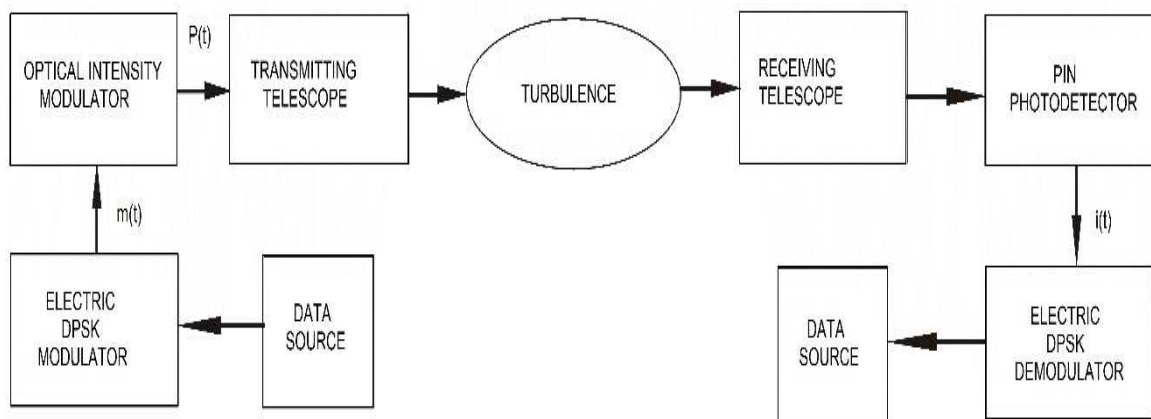 P(t)
OPTICAL INTENSITY
MODULATOR
TRANSMITTING
TELESCOPE
TURBULENCE
RECEIVING
TELESCOPE
PIN
PHOTODETECTOR
m(t)
i(t)
ELECTRIC
DPSK
MODULATOR
DATA
SOURCE
DATA
SOURCE
ELECTRIC
DPSK
DEMODULATOR